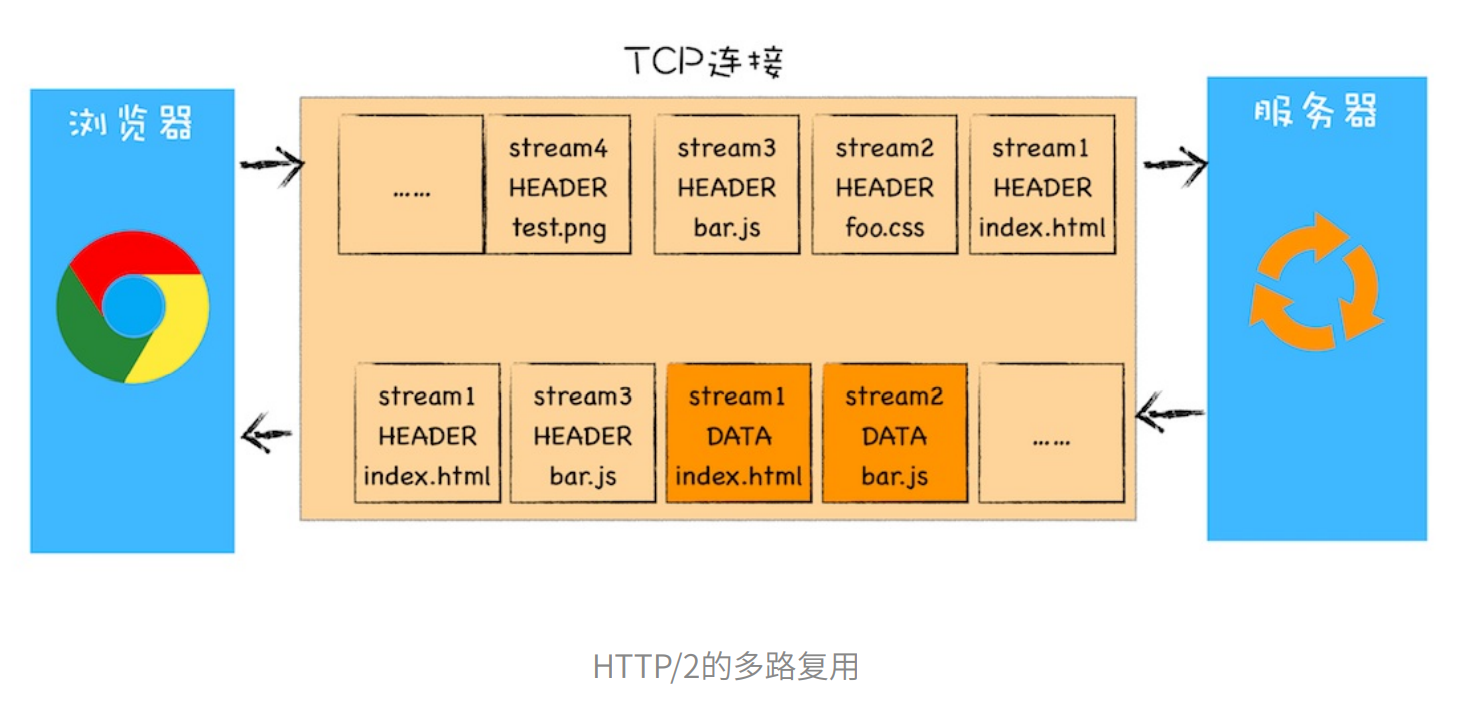 TCP连接
浏览器
服务器
……
stream4
HEADER
test.png
stream3
HEADER
bar.js
stream2
HEADER
foo.css
stream1
HEADER
index.html
stream1
HEADER
index.html
stream3
HEADER
bar.js
stream1
DATA
index.html
stream2
DATA
bar.js
……
HTTP/2的多路复用